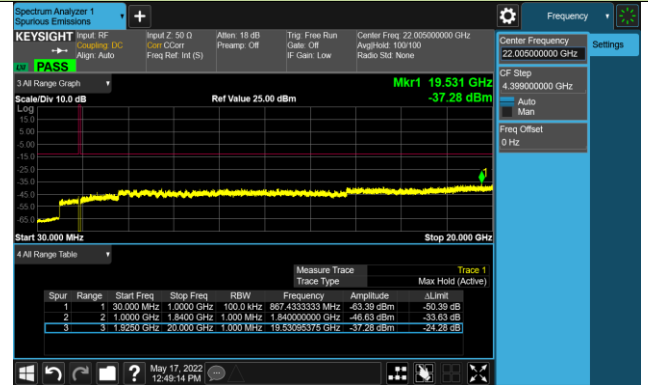 Spectrum Analyzer 1
Spurious Emissions
Frequency
KEYSIGHT Input: RF
Coupling: DC
Align: Auto
Input Z: 50 Ω
Corr CCorr
Freq Ref: Int (S)
Atten: 18 dB
Preamp: Off
Trig: Free Run
Gate: Off
IF Gain: Low
Center Freq: 22.005000000 GHz
Avg|Hold: 100/100
Radio Std: None
PASS
Center Frequency
22.005000000 GHz
Settings
CF Step
4.399000000 GHz
Auto
Man
Freq Offset
0 Hz
3 All Range Graph
Mkr1 19.531 GHz
Scale/Div 10.0 dB
Ref Value 25.00 dBm
-37.28 dBm
Log
15.0
5.00
-5.00
-15.0
-25.0
-35.0
-45.0
-55.0
-65.0
1
Start 30.000 MHz
Stop 20.000 GHz
4 All Range Table
Measure Trace Trace 1
Trace Type Max Hold (Active)
Spur Range Start Freq Stop Freq RBW Frequency Amplitude ΔLimit
1 1 30.000 MHz 1.0000 GHz 100.0 kHz 867.4333333 MHz -63.39 dBm -50.39 dB
2 2 1.0000 GHz 1.8400 GHz 1.000 MHz 1.840000000 GHz -46.63 dBm -33.63 dB
3 3 1.9250 GHz 20.000 GHz 1.000 MHz 19.53095375 GHz -37.28 dBm -24.28 dB
May 17, 2022
12:49:14 PM